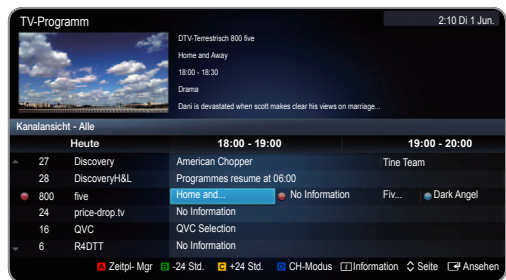 TV-Programm
2:10 Di 1 Jun.
DTV-Terrestrisch 800 five
Home and Away
18:00 - 18:30
Drama
Dani is devastated when scott makes clear his views on marriage...
Kanalansicht - Alle
Heute 18:00 - 19:00 19:00 - 20:00
27 Discovery American Chopper Tine Team
28 DiscoveryH&L Programmes resume at 06:00
800 five Home and... No Information Fiv... Dark Angel
24 price-drop.tv No Information
16 QVC QVC Selection
6 R4DTT No Information
A Zeitpl- Mgr B -24 Std. C +24 Std. D CH-Modus i Information Seite Ansehen